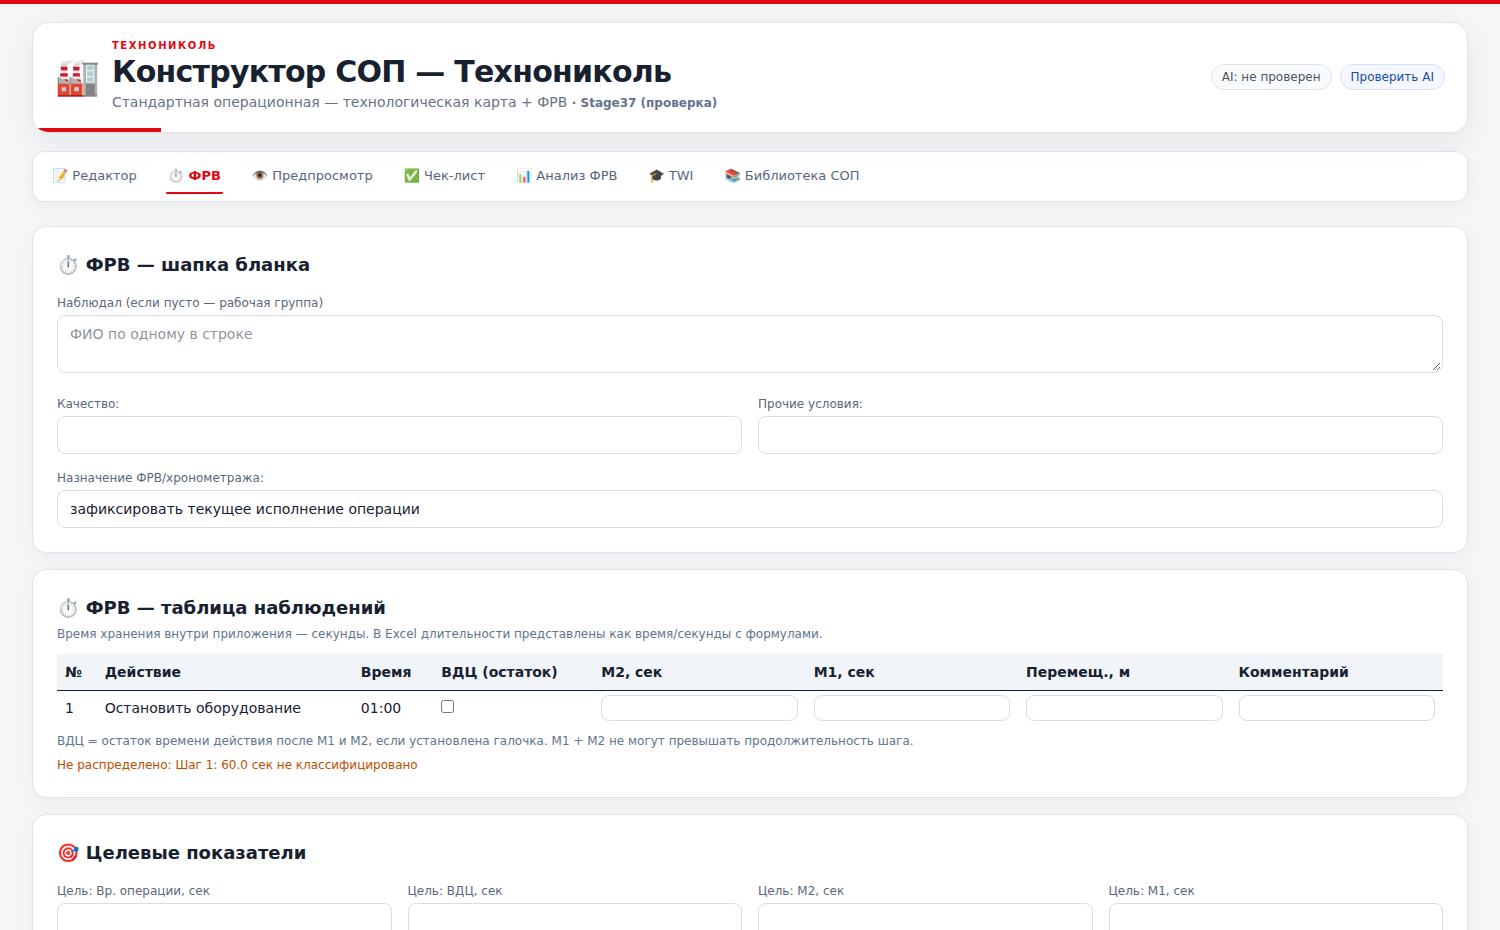 ТЕХНОНИКОЛЬ
Конструктор СОП — Технониколь
Стандартная операционная — технологическая карта + ФРВ · Stage37 (проверка)
AI: не проверен
Проверить AI
Редактор
ФРВ
Предпросмотр
Чек-лист
Анализ ФРВ
TWI
Библиотека СОП
ФРВ — шапка бланка
Наблюдал (если пусто — рабочая группа)
ФИО по одному в строке
Качество:
Прочие условия:
Назначение ФРВ/хронометража:
зафиксировать текущее исполнение операции
ФРВ — таблица наблюдений
Время хранения внутри приложения — секунды. В Excel длительности представлены как время/секунды с формулами.
№ Действие Время ВДЦ (остаток) М2, сек М1, сек Перемещ., м Комментарий
1 Остановить оборудование 01:00
ВДЦ = остаток времени действия после М1 и М2, если установлена галочка. М1 + М2 не могут превышать продолжительность шага.
Не распределено: Шаг 1: 60.0 сек не классифицировано
Целевые показатели
Цель: Вр. операции, сек
Цель: ВДЦ, сек
Цель: М2, сек
Цель: М1, сек